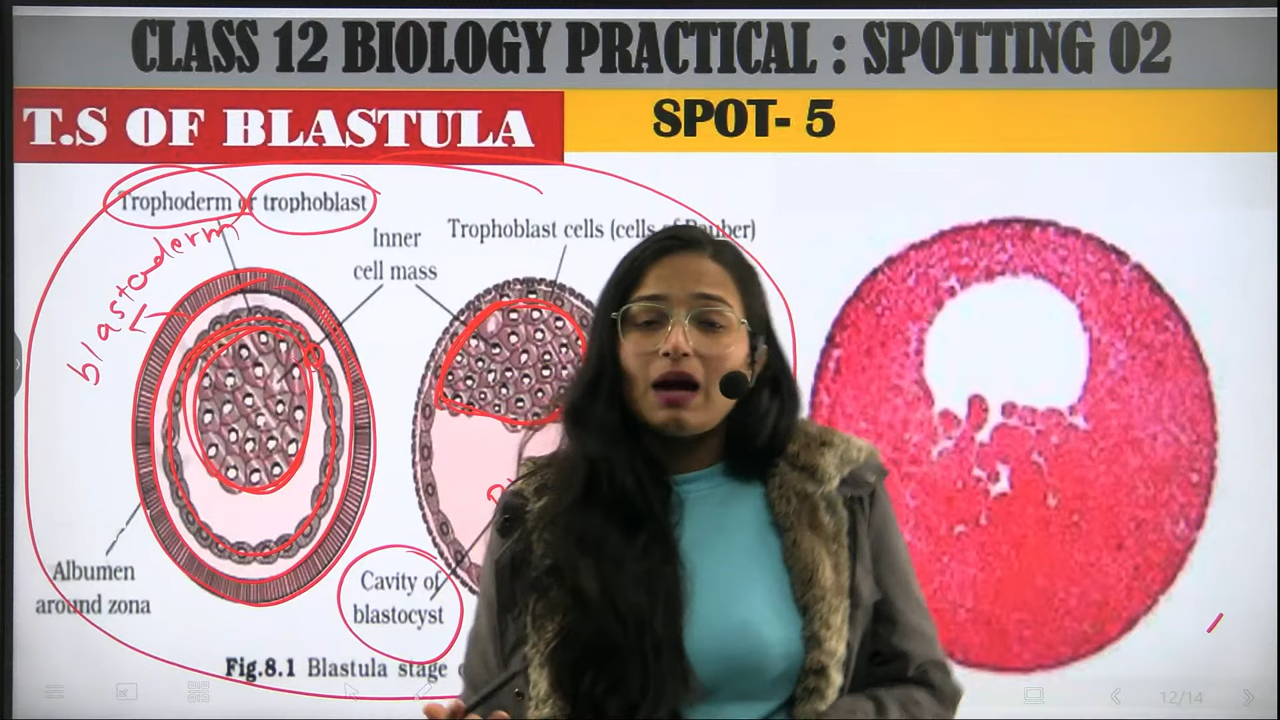 CLASS 12 BIOLOGY PRACTICAL : SPOTTING 02
T.S OF BLASTULA
SPOT- 5
Trophoderm or trophoblast
blastoderm
Inner
cell mass
Trophoblast cells (cells of Rauber)
Albumen
around zona
Cavity of
blastocyst
Fig.8.1 Blastula stage
12/14